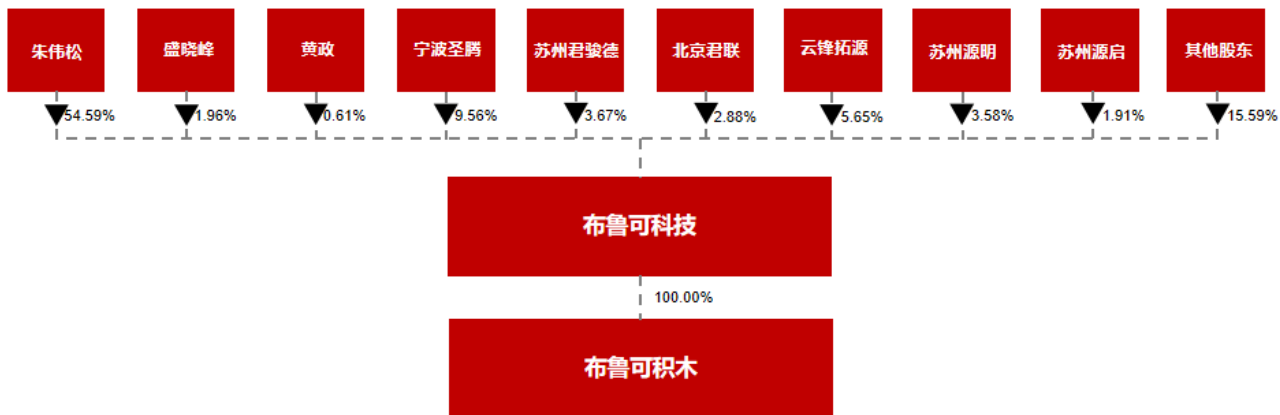 朱伟松 盛晓峰 黄政 宁波圣腾 苏州君骏德 北京君联 云锋拓源 苏州源明 苏州源启 其他股东
54.59% 1.96% 0.61% 9.56% 3.67% 2.88% 5.65% 3.58% 1.91% 15.59%
布鲁可科技
100.00%
布鲁可积木